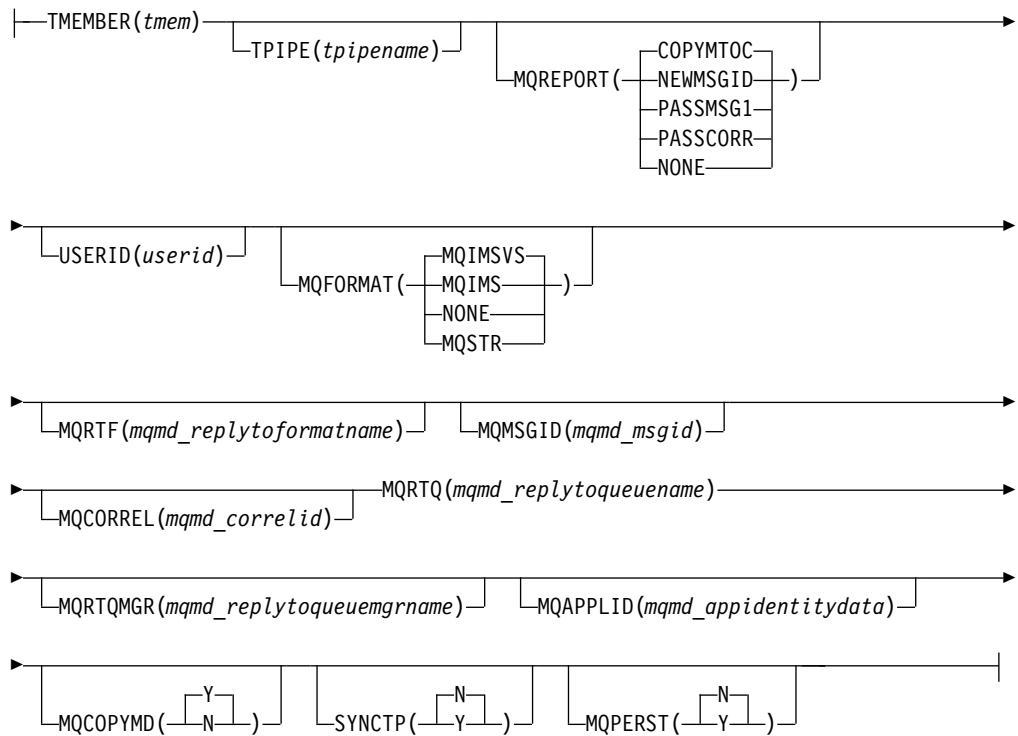 TMEMBER(tmem)
TPIPE(tpipename)
MQREPORT(
COPYMTOC
NEWMSGID
PASSMSG1
PASSCORR
NONE
)
USERID(userid)
MQFORMAT(
MQIMSVS
MQIMS
NONE
MQSTR
)
MQRTF(mqmd_replytoformatname)
MQMSGID(mqmd_msgid)
MQCORREL(mqmd_correlid)
MQRTQ(mqmd_replytoqueuename)
MQRTQMGR(mqmd_replytoqueuemgrname)
MQAPPLID(mqmd_appidentitydata)
MQCOPYMD(
Y
N
)
SYNCTP(
N
Y
)
MQPERST(
N
Y
)